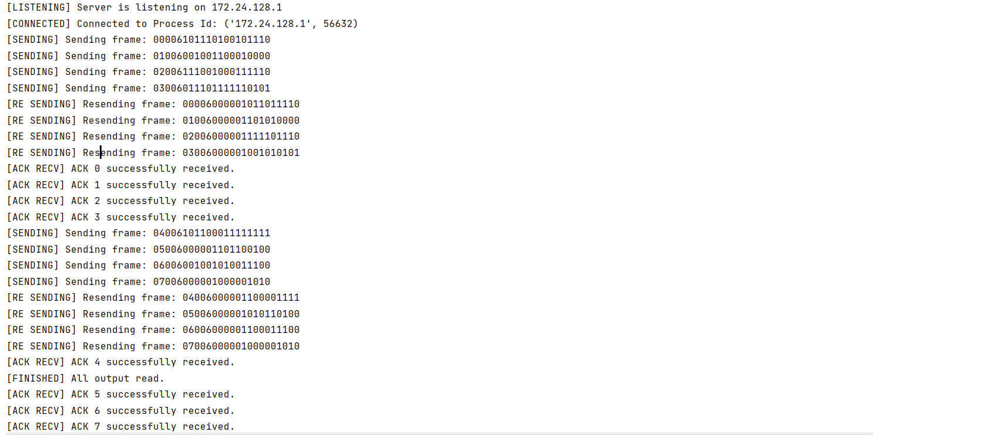 [LISTENING] Server is listening on 172.24.128.1
[CONNECTED] Connected to Process Id: ('172.24.128.1', 56632)
[SENDING] Sending frame: 00006101110100101110
[SENDING] Sending frame: 01006001001100010000
[SENDING] Sending frame: 02006111001000111110
[SENDING] Sending frame: 03006011101111110101
[RE SENDING] Resending frame: 00006000001011011110
[RE SENDING] Resending frame: 01006000001101010000
[RE SENDING] Resending frame: 02006000001111101110
[RE SENDING] Resending frame: 03006000001001010101
[ACK RECV] ACK 0 successfully received.
[ACK RECV] ACK 1 successfully received.
[ACK RECV] ACK 2 successfully received.
[ACK RECV] ACK 3 successfully received.
[SENDING] Sending frame: 04006101100011111111
[SENDING] Sending frame: 05006000001101100100
[SENDING] Sending frame: 06006001001010011100
[SENDING] Sending frame: 07006000001000001010
[RE SENDING] Resending frame: 04006000001100001111
[RE SENDING] Resending frame: 05006000001010110100
[RE SENDING] Resending frame: 06006000001100011100
[RE SENDING] Resending frame: 07006000001000001010
[ACK RECV] ACK 4 successfully received.
[FINISHED] All output read.
[ACK RECV] ACK 5 successfully received.
[ACK RECV] ACK 6 successfully received.
[ACK RECV] ACK 7 successfully received.